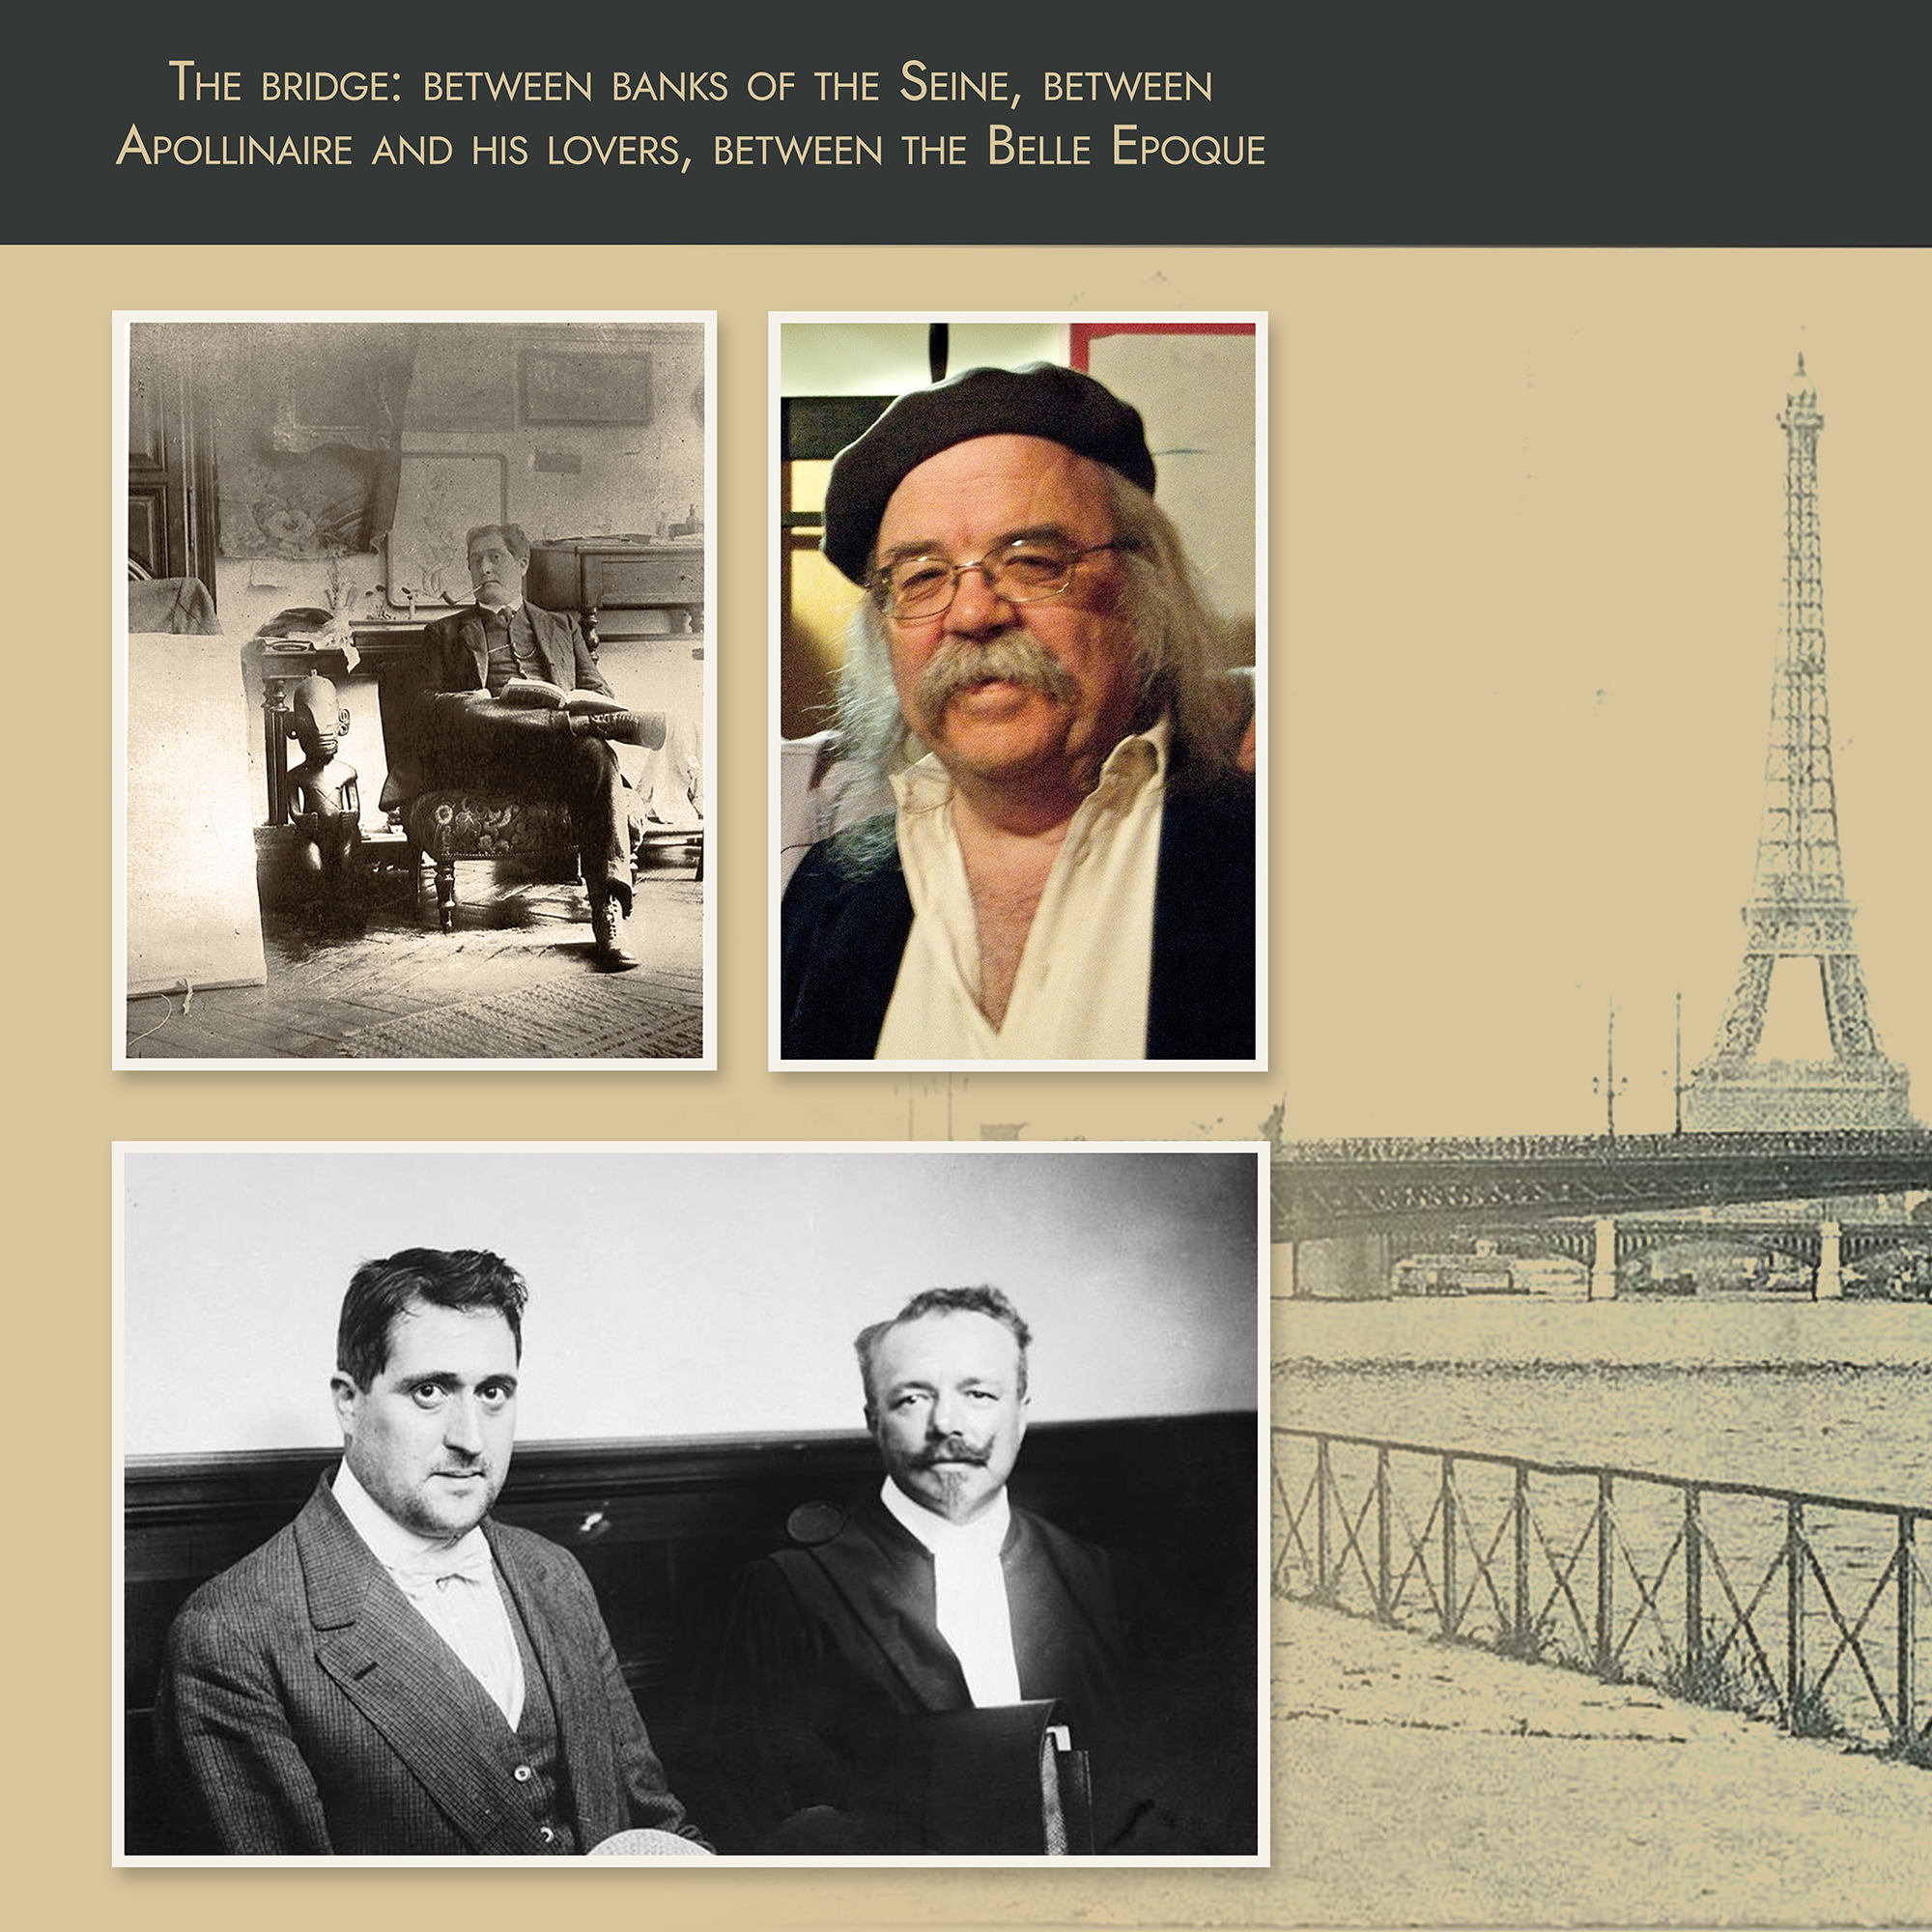 The bridge: between banks of the Seine, between
Apollinaire and his lovers, between the Belle Epoque